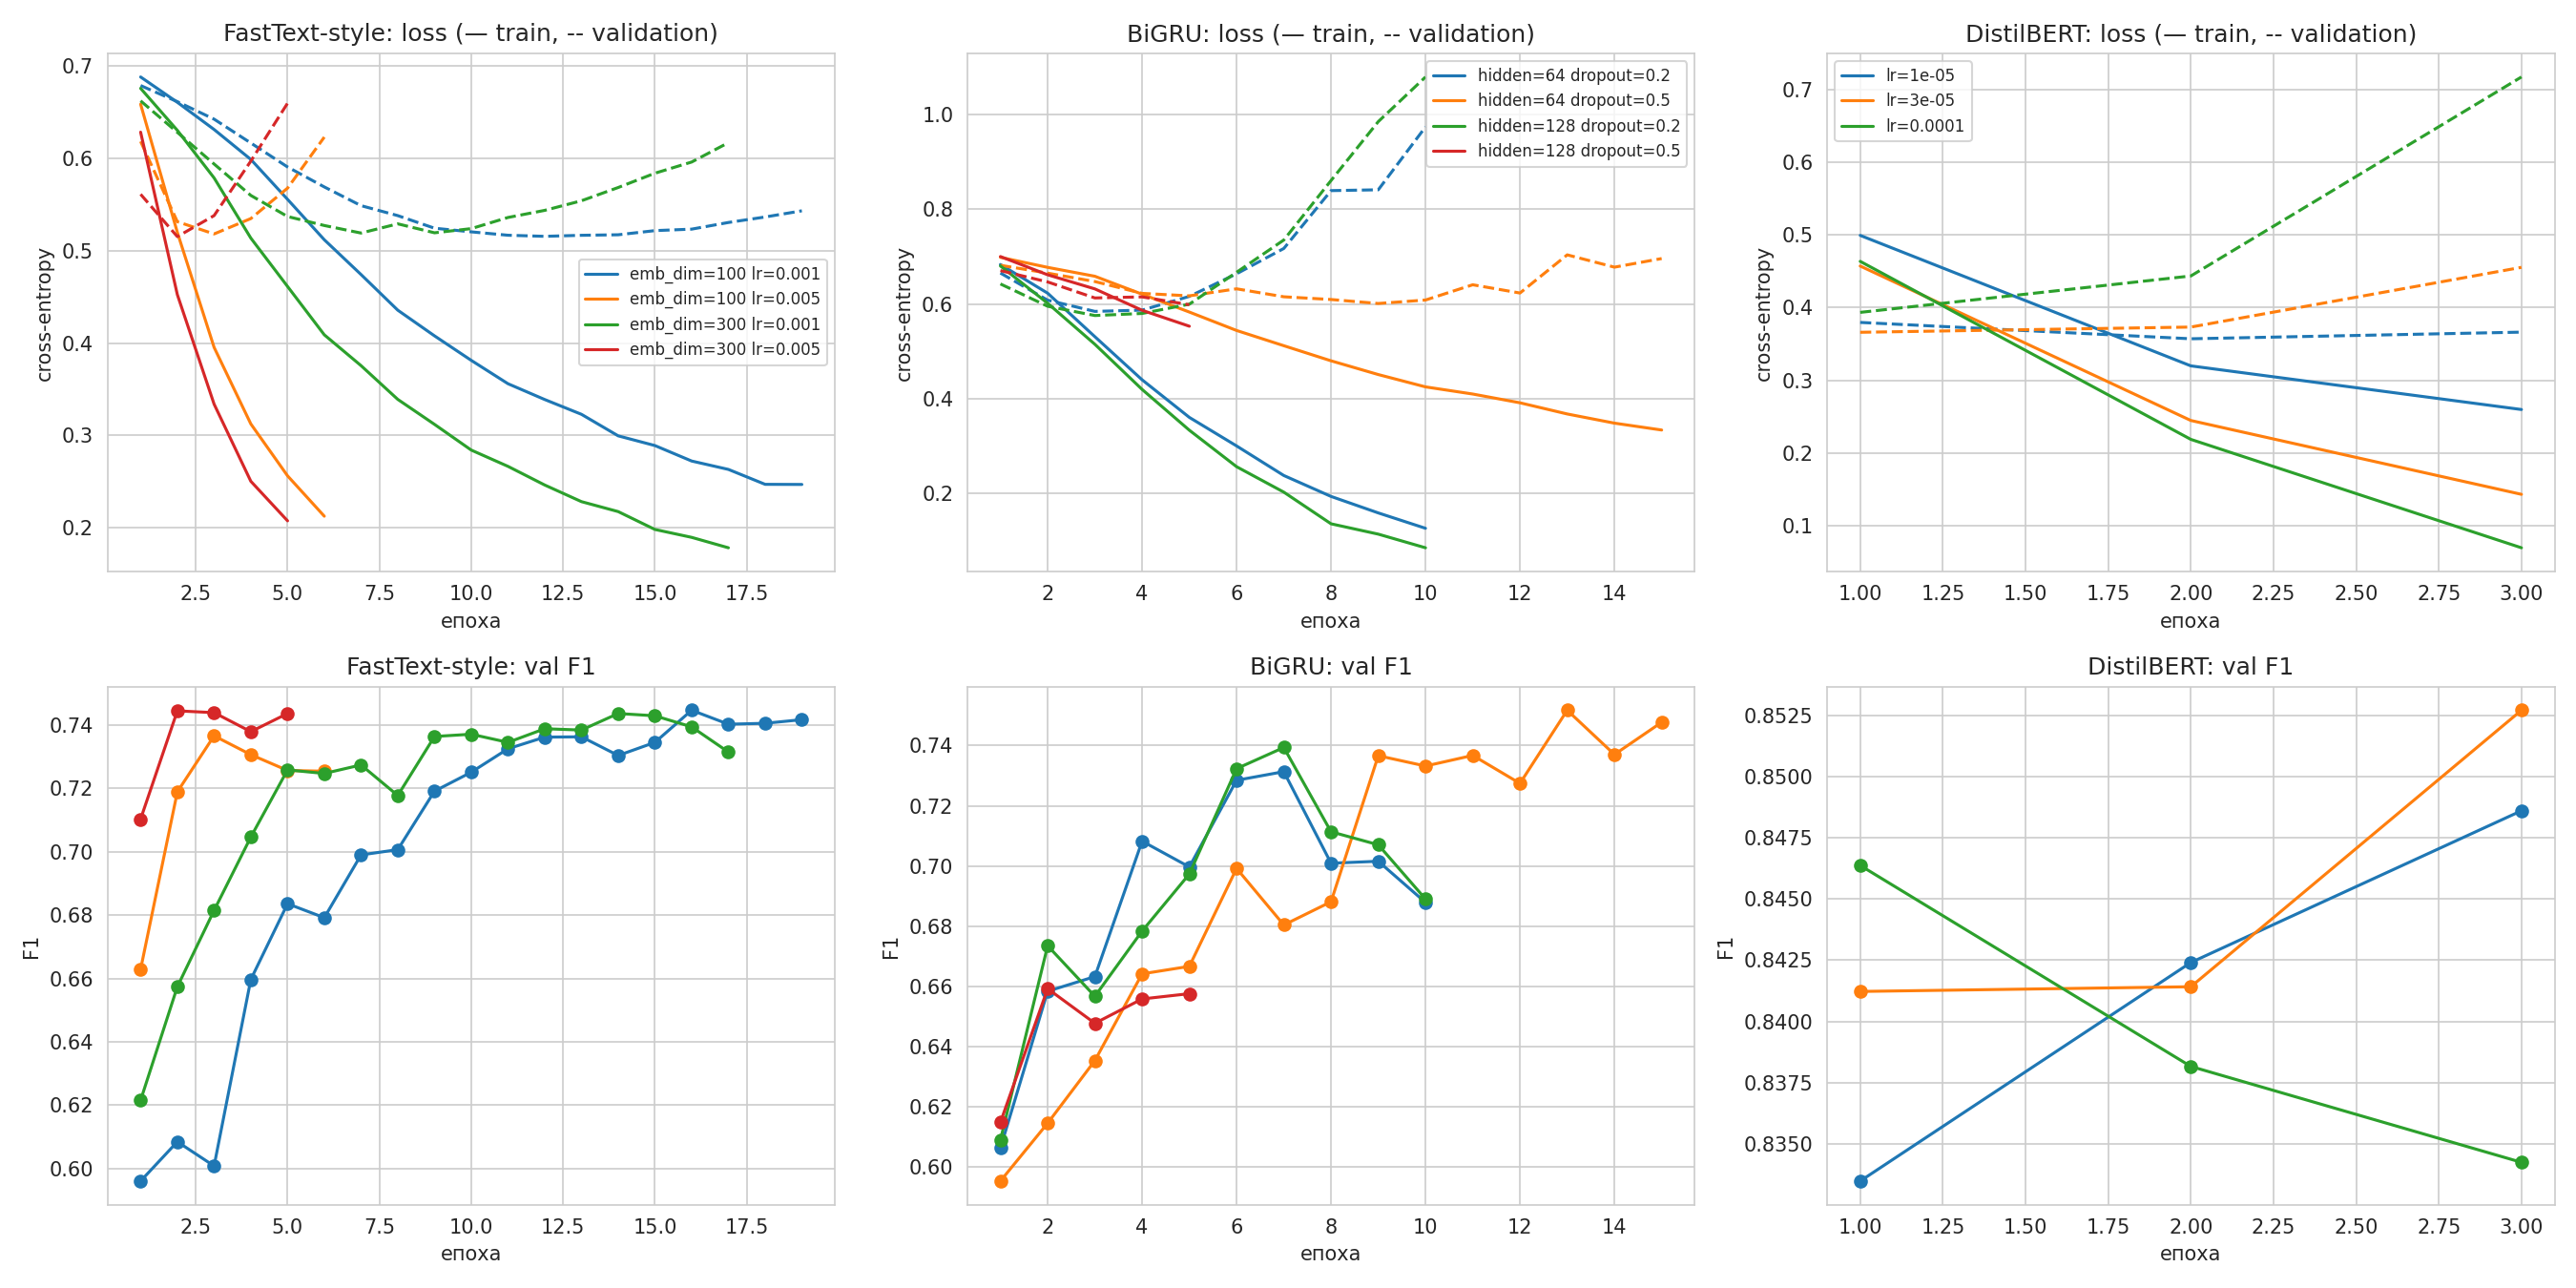 FastText-style: loss (— train, -- validation)
cross-entropy
0.7
0.6
0.5
0.4
0.3
0.2
emb_dim=100 lr=0.001
emb_dim=100 lr=0.005
emb_dim=300 lr=0.001
emb_dim=300 lr=0.005
2.5 5.0 7.5 10.0 12.5 15.0 17.5
епоха
BiGRU: loss (— train, -- validation)
cross-entropy
1.0
0.8
0.6
0.4
0.2
hidden=64 dropout=0.2
hidden=64 dropout=0.5
hidden=128 dropout=0.2
hidden=128 dropout=0.5
2 4 6 8 10 12 14
епоха
DistilBERT: loss (— train, -- validation)
cross-entropy
0.7
0.6
0.5
0.4
0.3
0.2
0.1
lr=1e-05
lr=3e-05
lr=0.0001
1.00 1.25 1.50 1.75 2.00 2.25 2.50 2.75 3.00
епоха
FastText-style: val F1
F1
0.74
0.72
0.70
0.68
0.66
0.64
0.62
0.60
2.5 5.0 7.5 10.0 12.5 15.0 17.5
епоха
BiGRU: val F1
F1
0.74
0.72
0.70
0.68
0.66
0.64
0.62
0.60
2 4 6 8 10 12 14
епоха
DistilBERT: val F1
F1
0.8525
0.8500
0.8475
0.8450
0.8425
0.8400
0.8375
0.8350
1.00 1.25 1.50 1.75 2.00 2.25 2.50 2.75 3.00
епоха